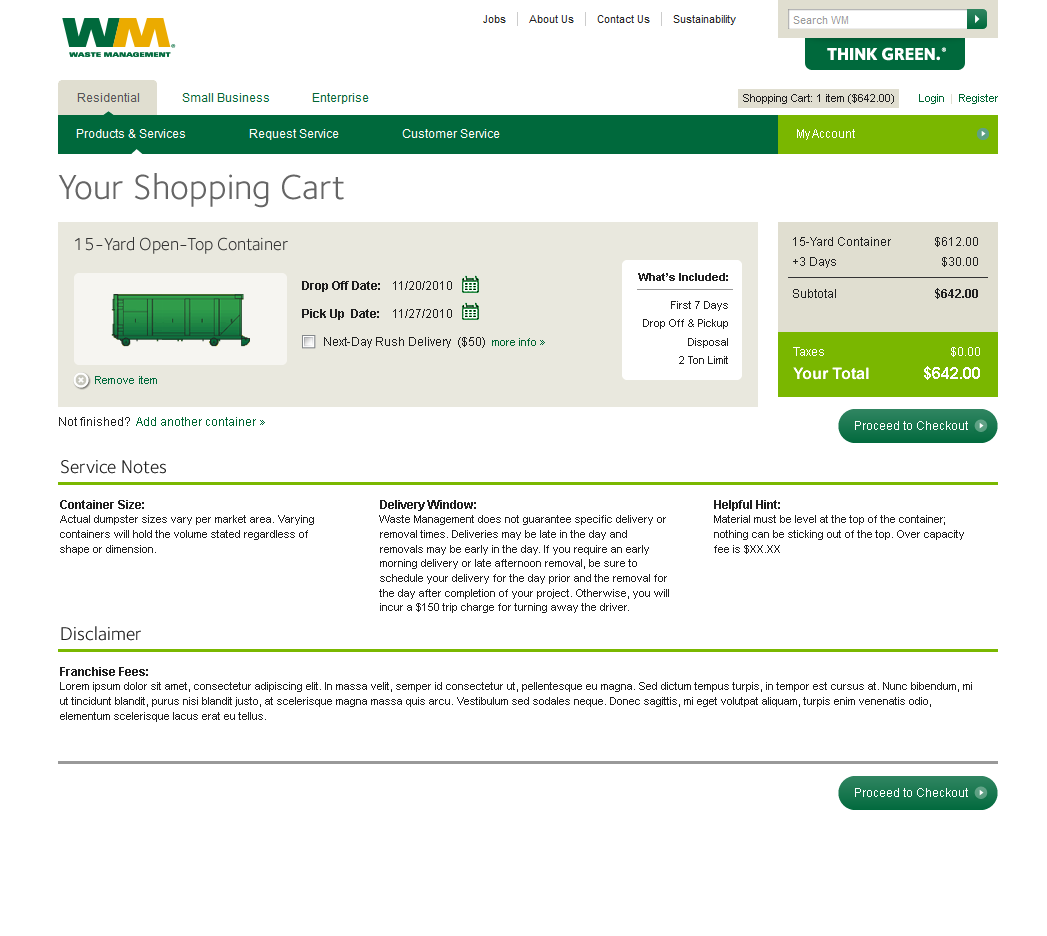 WM
WASTE MANAGEMENT
Jobs
About Us
Contact Us
Sustainability
Search WM
THINK GREEN.®
Residential
Small Business
Enterprise
Shopping Cart: 1 item ($642.00)
Login
Register
Products & Services
Request Service
Customer Service
My Account
Your Shopping Cart
15-Yard Open-Top Container
Drop Off Date: 11/20/2010
Pick Up Date: 11/27/2010
Next-Day Rush Delivery ($50) more info »
Remove item
What's Included:
First 7 Days
Drop Off & Pickup
Disposal
2 Ton Limit
15-Yard Container $612.00
+3 Days $30.00
Subtotal $642.00
Taxes $0.00
Your Total $642.00
Not finished? Add another container »
Proceed to Checkout
Service Notes
Container Size:
Actual dumpster sizes vary per market area. Varying
containers will hold the volume stated regardless of
shape or dimension.
Delivery Window:
Waste Management does not guarantee specific delivery or
removal times. Deliveries may be late in the day and
removals may be early in the day. If you require an early
morning delivery or late afternoon removal, be sure to
schedule your delivery for the day prior and the removal for
the day after completion of your project. Otherwise, you will
incur a $150 trip charge for turning away the driver.
Helpful Hint:
Material must be level at the top of the container;
nothing can be sticking out of the top. Over capacity
fee is $XX.XX
Disclaimer
Franchise Fees:
Lorem ipsum dolor sit amet, consectetur adipiscing elit. In massa velit, semper id consectetur ut, pellentesque eu magna. Sed dictum tempus turpis, in tempor est cursus at. Nunc bibendum, mi
ut tincidunt blandit, purus nisi blandit justo, at scelerisque magna massa quis arcu. Vestibulum sed sodales neque. Donec sagittis, mi eget volutpat aliquam, turpis enim venenatis odio,
elementum scelerisque lacus erat eu tellus.
Proceed to Checkout